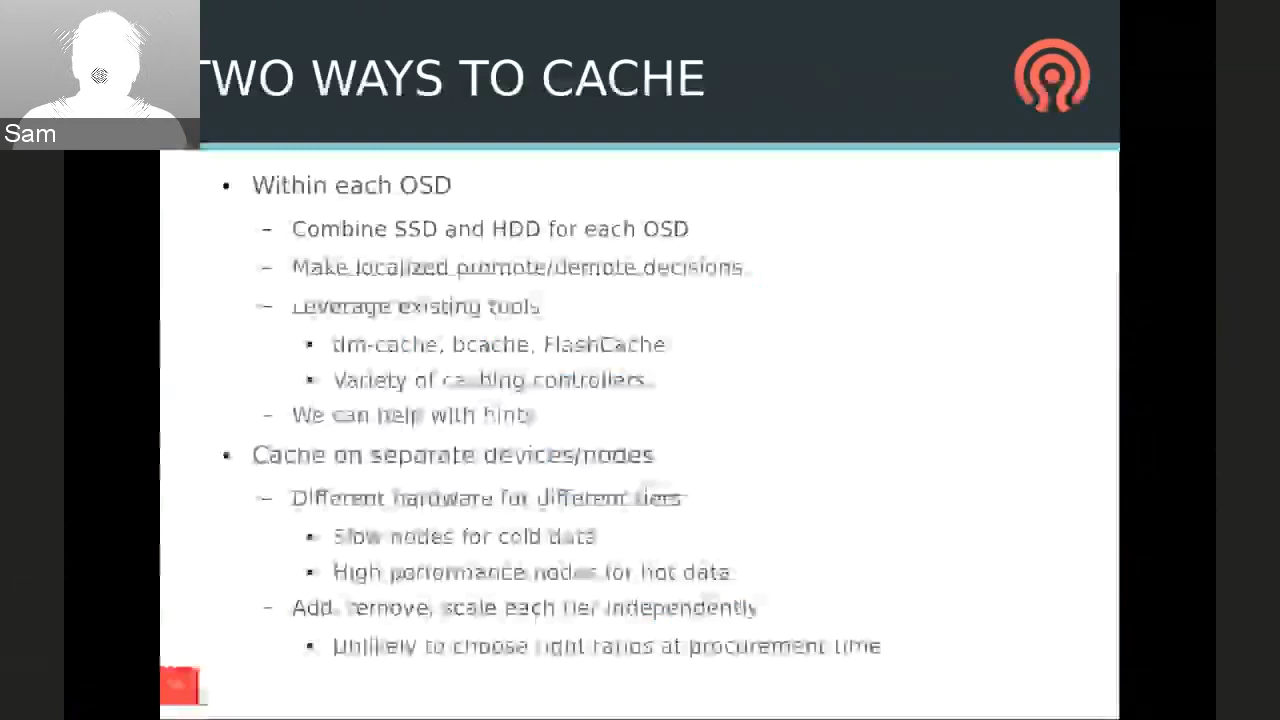 TWO WAYS TO CACHE
Sam
• Within each OSD
– Combine SSD and HDD for each OSD
– Make localized promote/demote decisions
– Leverage existing tools
• dm-cache, bcache, FlashCache
• Variety of caching controllers
– We can help with hints
• Cache on separate devices/nodes
– Different hardware for different tiers
• Slow nodes for cold data
• High performance nodes for hot data
– Add, remove, scale each tier independently
• Unlikely to choose right ratios at procurement time